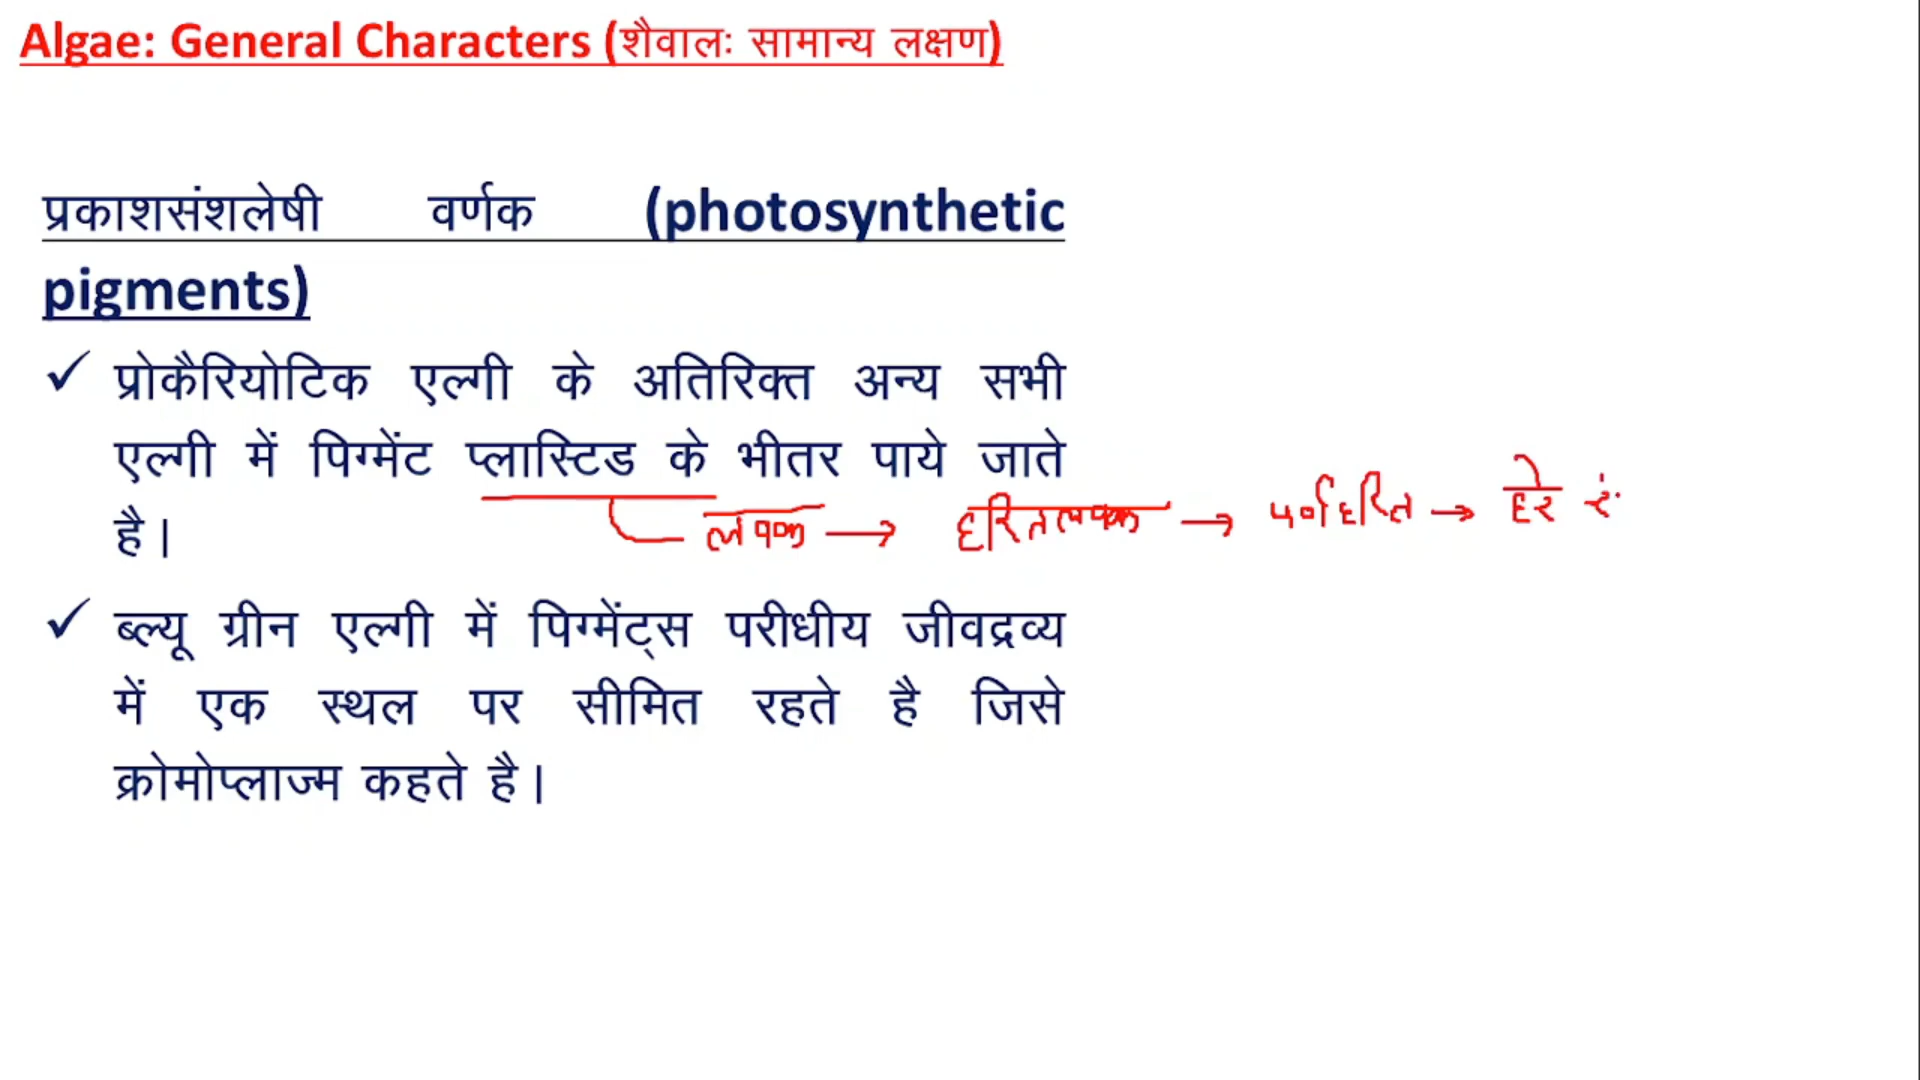 Algae: General Characters (शैवालः सामान्य लक्षण)
प्रकाशसंशलेषी वर्णक (photosynthetic
pigments)
✓ प्रोकैरियोटिक एल्गी के अतिरिक्त अन्य सभी
एल्गी में पिग्मेंट प्लास्टिड के भीतर पाये जाते
है।
लवक → हरितलवक → पर्णहरित → हरे रं
✓ ब्ल्यू ग्रीन एल्गी में पिग्मेंट्स परीधीय जीवद्रव्य
में एक स्थल पर सीमित रहते है जिसे
क्रोमोप्लाज्म कहते है।